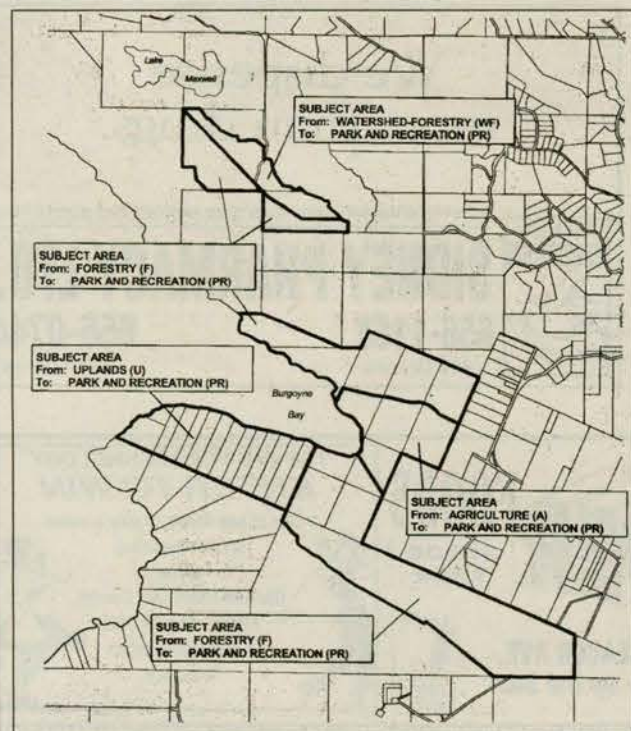 Lake
Maxwell
SUBJECT AREA
From: WATERSHED-FORESTRY (WF)
To: PARK AND RECREATION (PR)
SUBJECT AREA
From: FORESTRY (F)
To: PARK AND RECREATION (PR)
SUBJECT AREA
From: UPLANDS (U)
To: PARK AND RECREATION (PR)
Burgoyne
Bay
SUBJECT AREA
From: AGRICULTURE (A)
To: PARK AND RECREATION (PR)
SUBJECT AREA
From: FORESTRY (F)
To: PARK AND RECREATION (PR)